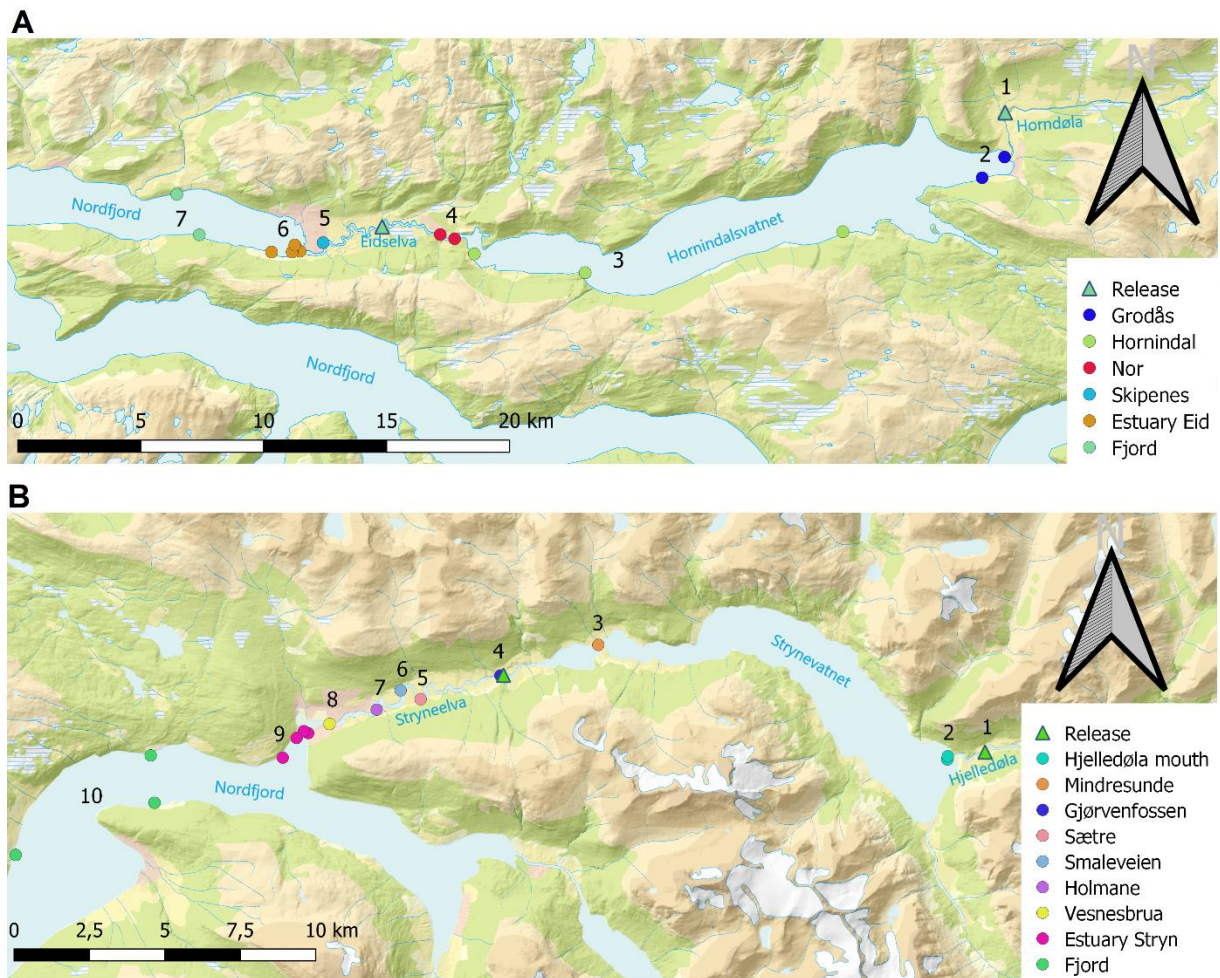 A
N
1
Horndøla
2
Nordfjord
7
6
5
4
Eidselva
Hornindalsvatnet
3
Nordfjord
0 5 10 15 20 km
Release
Grodås
Hornindal
Nor
Skipenes
Estuary Eid
Fjord
B
N
3
Strynevatnet
4
6
5
7
8
Stryneelva
9
2
1
Hjelledøla
Nordfjord
10
0 2,5 5 7,5 10 km
Release
Hjelledøla mouth
Mindresunde
Gjørvenfossen
Sætre
Smaleveien
Holmane
Vesnesbrua
Estuary Stryn
Fjord